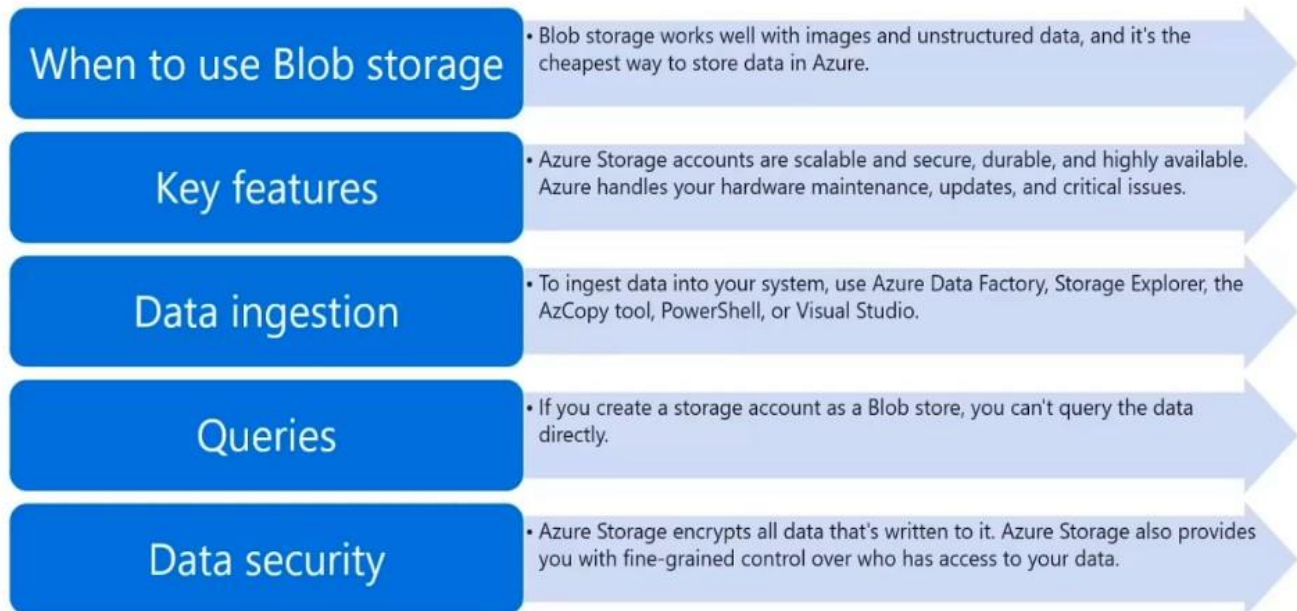 When to use Blob storage
• Blob storage works well with images and unstructured data, and it's the
cheapest way to store data in Azure.
Key features
• Azure Storage accounts are scalable and secure, durable, and highly available.
Azure handles your hardware maintenance, updates, and critical issues.
Data ingestion
• To ingest data into your system, use Azure Data Factory, Storage Explorer, the
AzCopy tool, PowerShell, or Visual Studio.
Queries
• If you create a storage account as a Blob store, you can't query the data
directly.
Data security
• Azure Storage encrypts all data that's written to it. Azure Storage also provides
you with fine-grained control over who has access to your data.